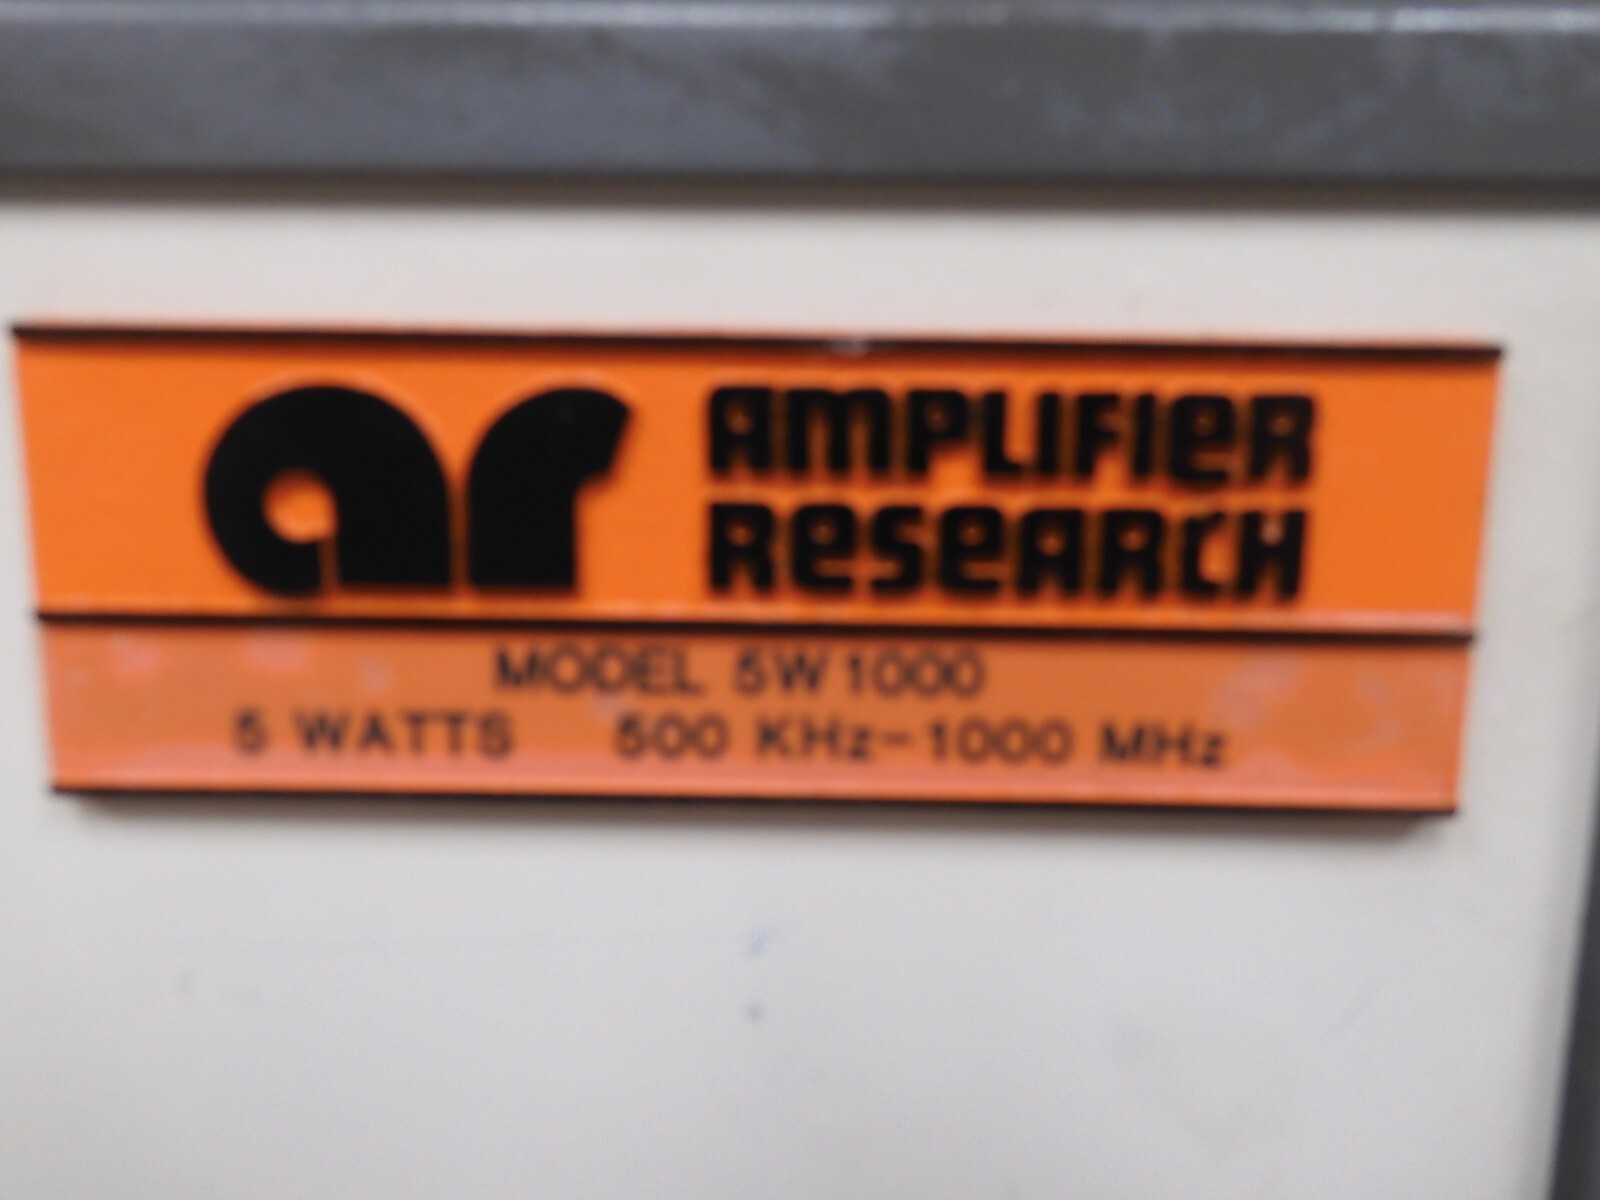 ar
AMPLIFIER
RESEARCH
MODEL 5W1000
5 WATTS 500 KHz-1000 MHz